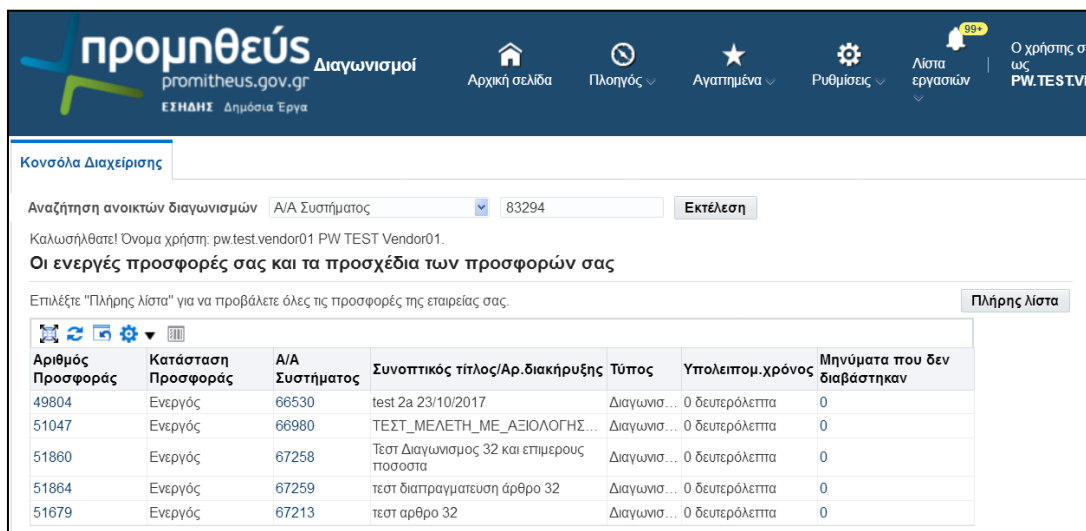 προμηθεύς
promitheus.gov.gr
ΕΣΗΔΗΣ Δημόσια Έργα
Διαγωνισμοί
Αρχική σελίδα
Πλοηγός
Αγαπημένα
Ρυθμίσεις
99+
Λίστα
εργασιών
Ο χρήστης
ως
PW.TEST.
Κονσόλα Διαχείρισης
Αναζήτηση ανοικτών διαγωνισμών Α/Α Συστήματος 83294 Εκτέλεση
Καλωσήλθατε! Όνομα χρήστη: pw.test.vendor01 PW TEST Vendor01.
Οι ενεργές προσφορές σας και τα προσχέδια των προσφορών σας
Επιλέξτε "Πλήρης λίστα" για να προβάλετε όλες τις προσφορές της εταιρείας σας. Πλήρης λίστα
Αριθμός Προσφοράς Κατάσταση Προσφοράς Α/Α Συστήματος Συνοπτικός τίτλος/Αρ.διακήρυξης Τύπος Υπολειπομ.χρόνος Μηνύματα που δεν διαβάστηκαν
49804 Ενεργός 66530 test 2a 23/10/2017 Διαγωνισ... 0 δευτερόλεπτα 0
51047 Ενεργός 66980 ΤΕΣΤ_ΜΕΛΕΤΗ_ΜΕ_ΑΞΙΟΛΟΓΗΣ... Διαγωνισ... 0 δευτερόλεπτα 0
51860 Ενεργός 67258 Τεστ Διαγωνισμος 32 και επιμερους ποσοστα Διαγωνισ... 0 δευτερόλεπτα 0
51864 Ενεργός 67259 τεστ διαπραγματευση άρθρο 32 Διαγωνισ... 0 δευτερόλεπτα 0
51679 Ενεργός 67213 τεστ αρθρο 32 Διαγωνισ... 0 δευτερόλεπτα 0